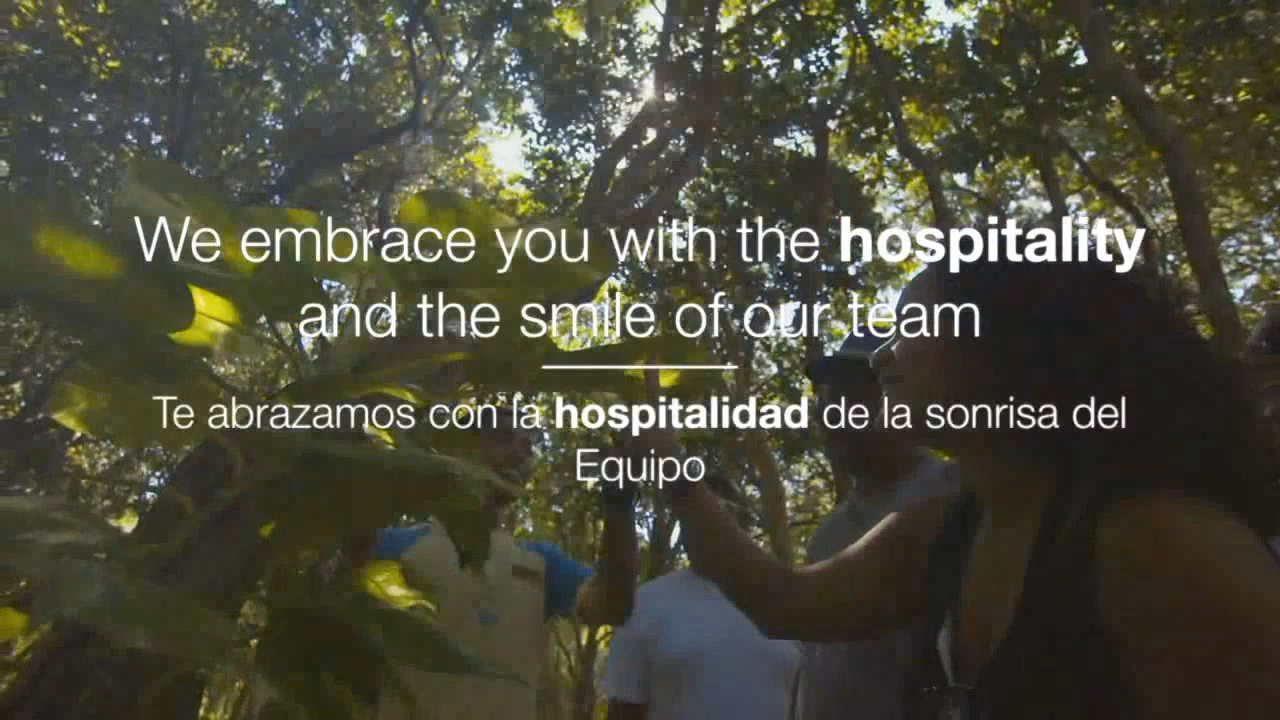 We embrace you with the hospitality
and the smile of our team
Te abrazamos con la hospitalidad de la sonrisa del
Equipo